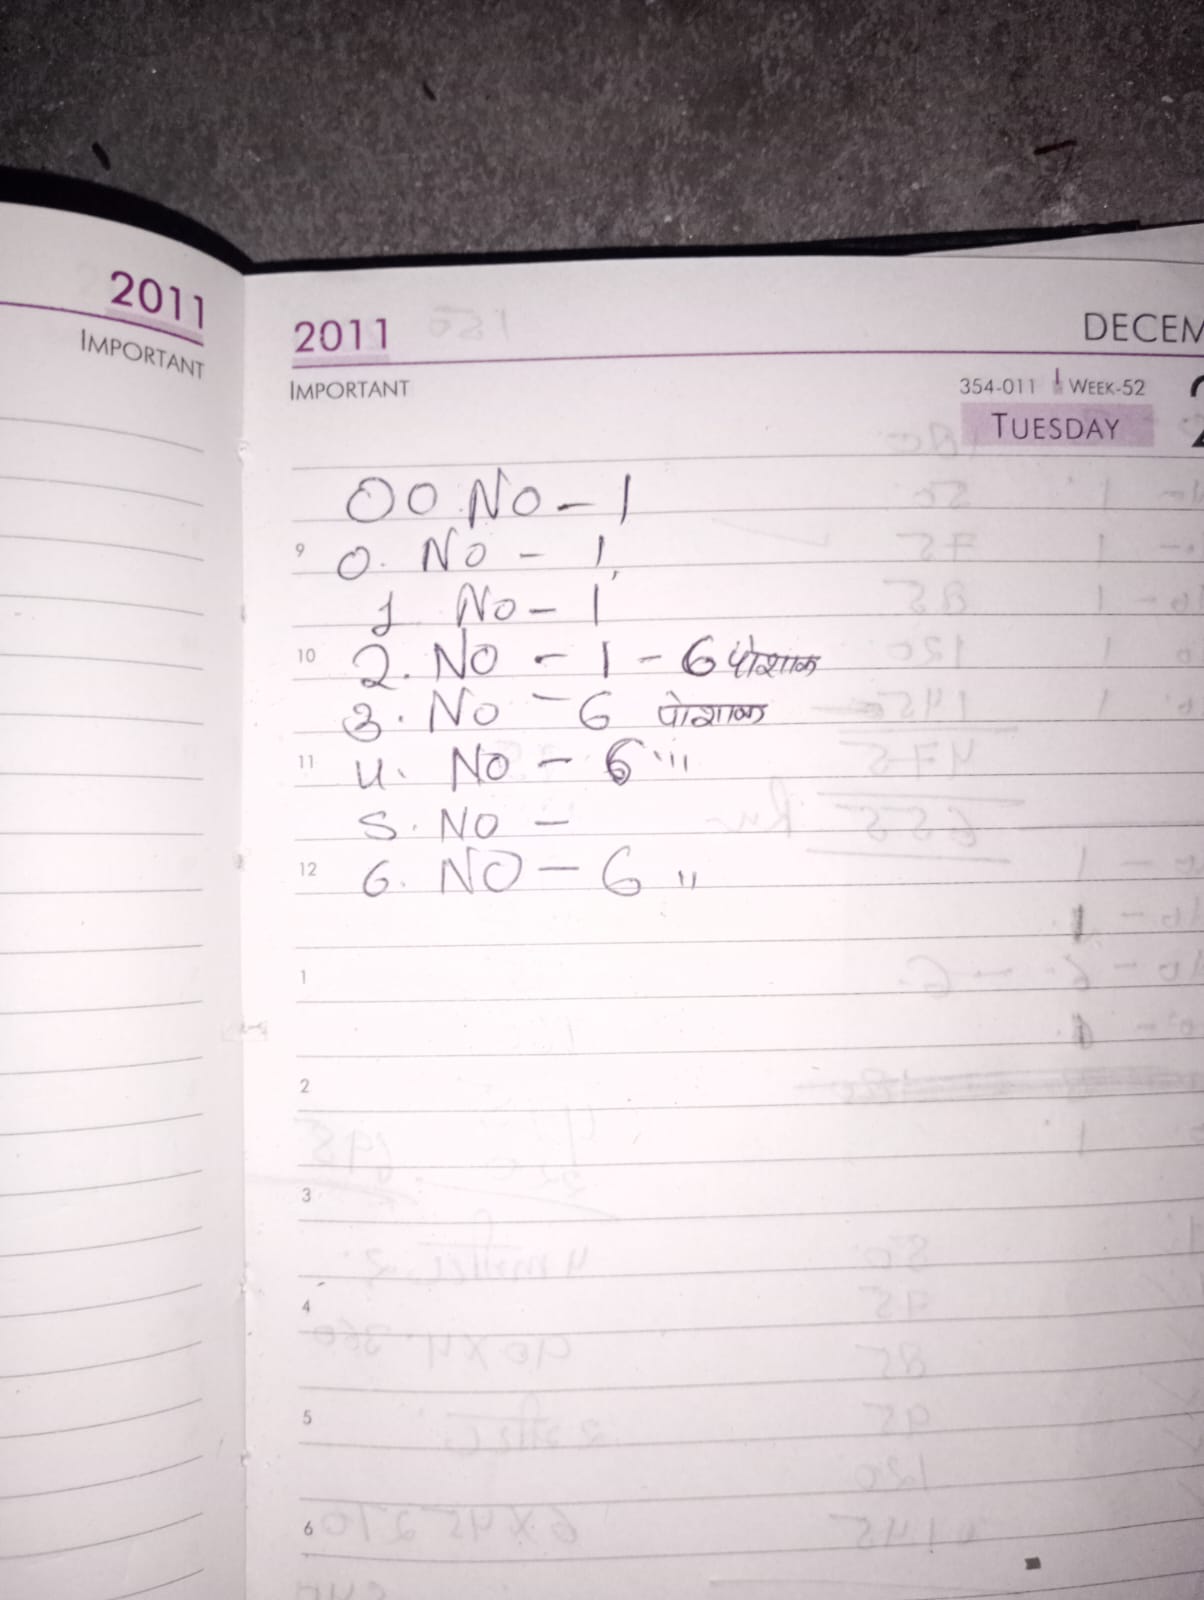 2011
IMPORTANT
2011
DECEM
IMPORTANT
354-011 WEEK-52
TUESDAY
00 NO - 1
9
0. NO - 1
1 NO - 1
10
2. NO - 1 - 6 पोशाक
3. NO - 6 पोशाक
11
4. NO - 6 ""
5. NO -
12
6. NO - 6 "
1
2
3
4
5
6